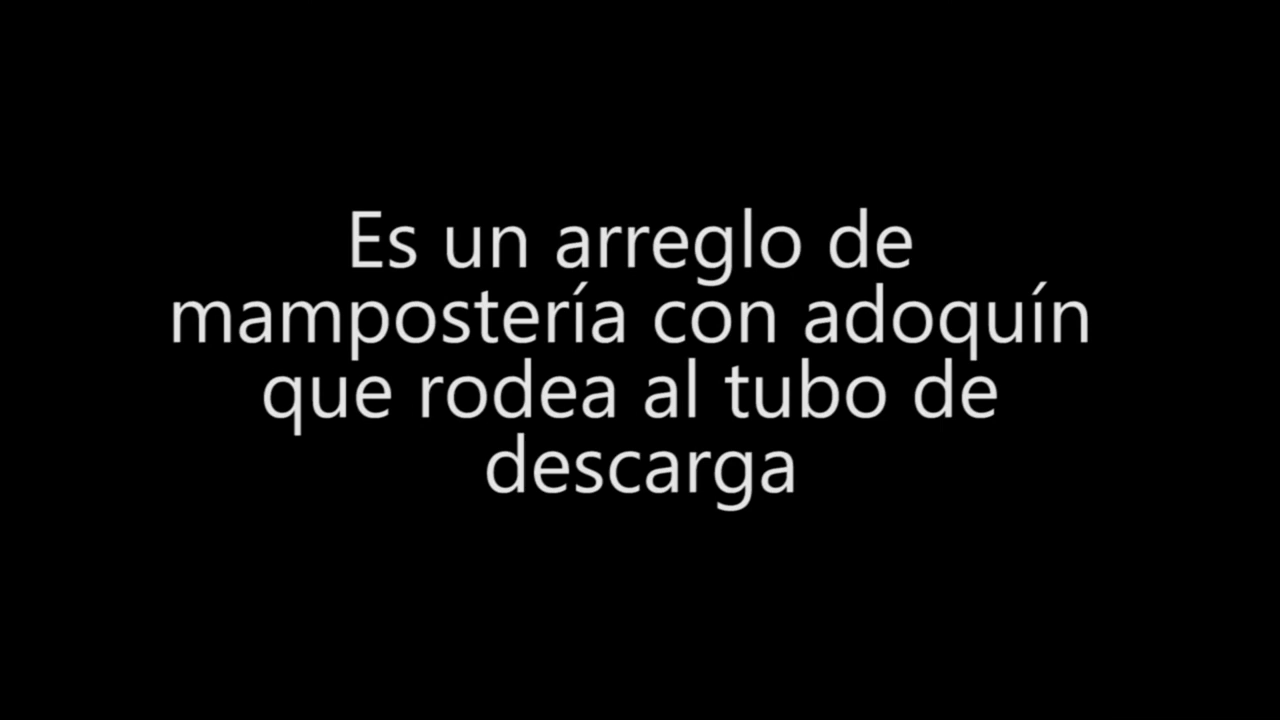 Es un arreglo de
mampostería con adoquín
que rodea al tubo de
descarga